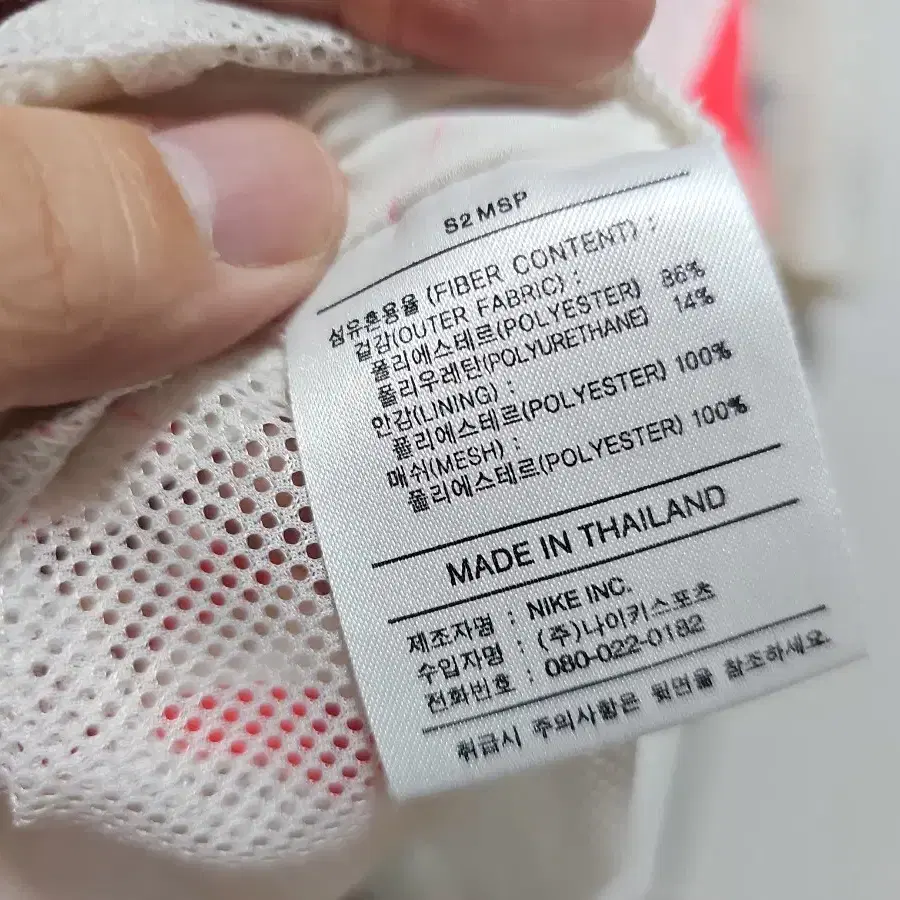 S2MSP
섬유혼용율(FIBER CONTENT) :
겉감(OUTER FABRIC) :
폴리에스테르(POLYESTER) 86%
폴리우레탄(POLYURETHANE) 14%
안감(LINING) :
폴리에스테르(POLYESTER) 100%
매쉬(MESH) :
폴리에스테르(POLYESTER) 100%
MADE IN THAILAND
제조자명 : NIKE INC.
수입자명 : (주)나이키스포츠
전화번호 : 080-022-0182
취급시 주의사항은 뒷면을 참조하세요.